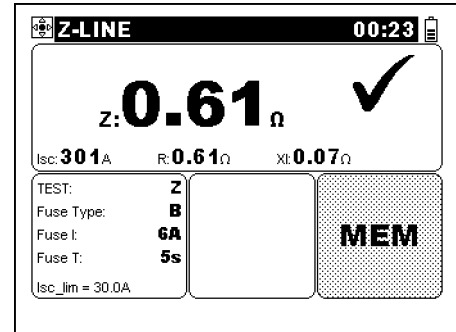 Z-LINE 00:23
Z: 0.61 Ω
Isc: 301A R: 0.61Ω Xl: 0.07Ω
TEST: Z
Fuse Type: B
Fuse I: 6A
Fuse T: 5s
Isc_lim = 30.0A
MEM